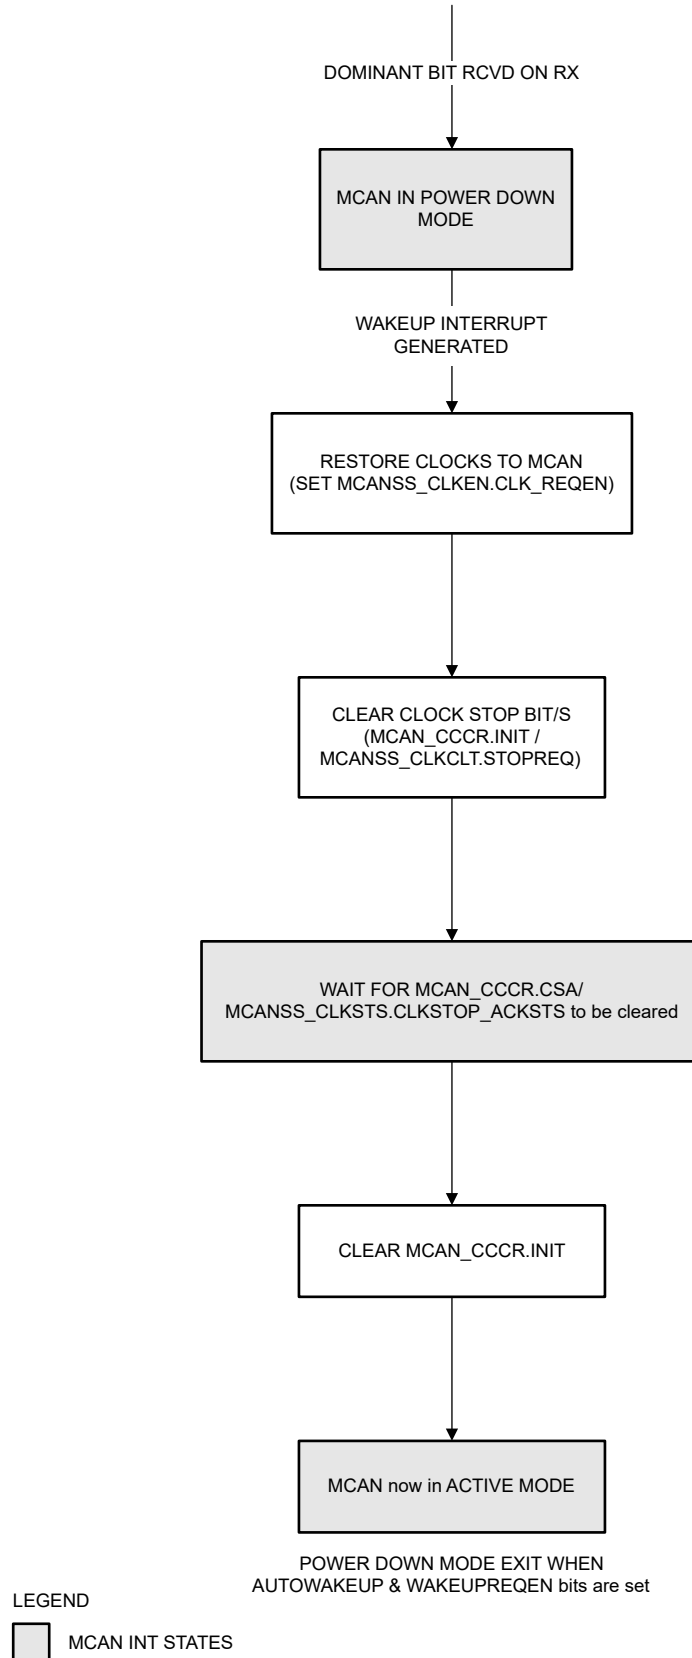 DOMINANT BIT RCVD ON RX
MCAN IN POWER DOWN
MODE
WAKEUP INTERRUPT
GENERATED
RESTORE CLOCKS TO MCAN
(SET MCANSS_CLKEN.CLK_REQEN)
CLEAR CLOCK STOP BIT/S
(MCAN_CCCR.INIT /
MCANSS_CLKCLT.STOPREQ)
WAIT FOR MCAN_CCCR.CSA/
MCANSS_CLKSTS.CLKSTOP_ACKSTS to be cleared
CLEAR MCAN_CCCR.INIT
MCAN now in ACTIVE MODE
POWER DOWN MODE EXIT WHEN
AUTOWAKEUP & WAKEUPREQEN bits are set
LEGEND
MCAN INT STATES